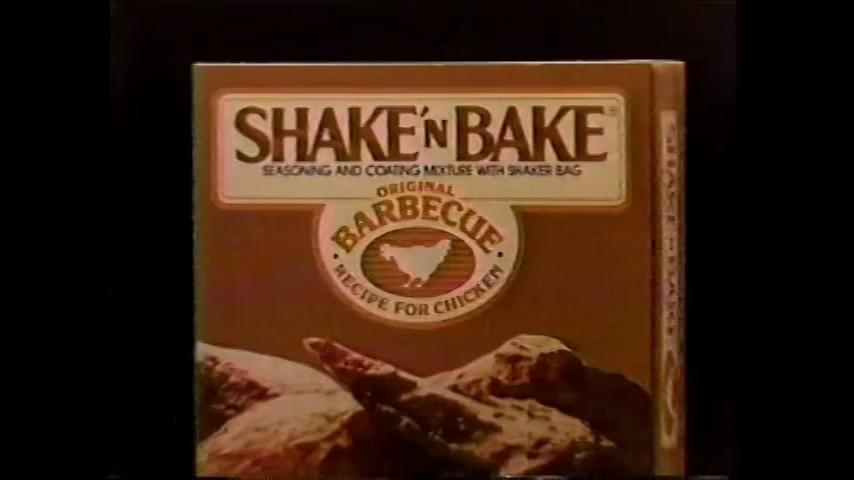 SHAKE 'N BAKE®
SEASONING AND COATING MIXTURE WITH SHAKER BAG
ORIGINAL
BARBECUE
• RECIPE FOR CHICKEN •